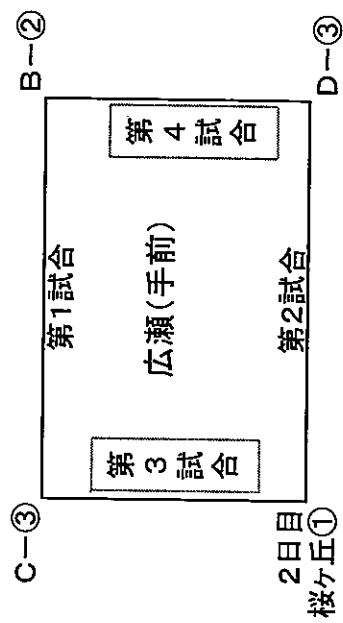 C－③
B－②
第1試合
第3試合
広瀬(手前)
第4試合
第2試合
2日目
桜ヶ丘①
D－③